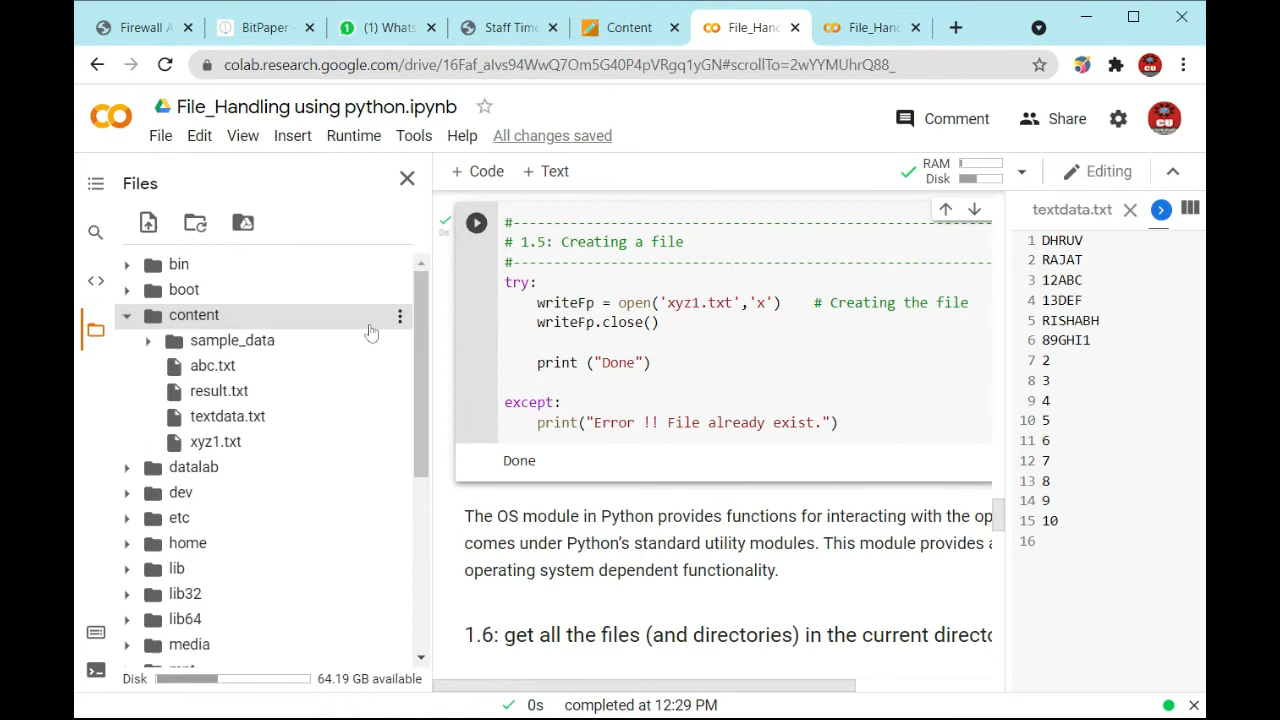 Firewall A
BitPaper -
(1) Whats
Staff Time
Content
File_Hand
File_Hand
colab.research.google.com/drive/16Faf_aIvs94WwQ7Om5G40P4pVRgq1yGN#scrollTo=2wYYMUhrQ88_
File_Handling using python.ipynb
Comment
Share
File Edit View Insert Runtime Tools Help All changes saved
Files
+ Code + Text
RAM
Disk
Editing
bin
boot
content
sample_data
abc.txt
result.txt
textdata.txt
xyz1.txt
datalab
dev
etc
home
lib
lib32
lib64
media
Disk 64.19 GB available
0s
#------------------------------------------------------------
# 1.5: Creating a file
#------------------------------------------------------------
try:
writeFp = open('xyz1.txt','x') # Creating the file
writeFp.close()
print ("Done")
except:
print("Error !! File already exist.")
Done
The OS module in Python provides functions for interacting with the op
comes under Python's standard utility modules. This module provides a
operating system dependent functionality.
1.6: get all the files (and directories) in the current directo
textdata.txt
1 DHRUV
2 RAJAT
3 12ABC
4 13DEF
5 RISHABH
6 89GHI1
7 2
8 3
9 4
10 5
11 6
12 7
13 8
14 9
15 10
16
0s completed at 12:29 PM